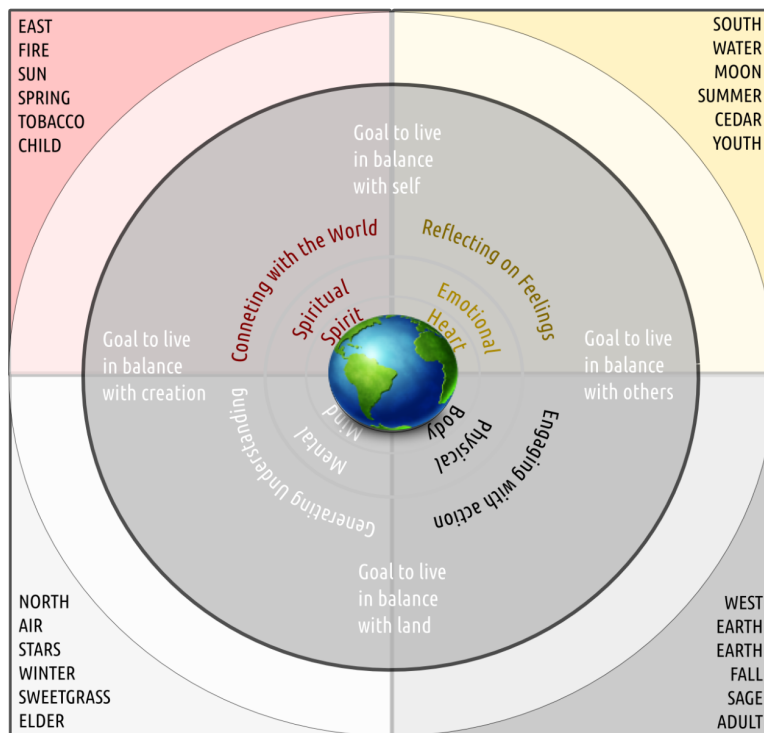 EAST
FIRE
SUN
SPRING
TOBACCO
CHILD
SOUTH
WATER
MOON
SUMMER
CEDAR
YOUTH
Goal to live
in balance
with self
Conneting with the World
Reflecting on Feelings
Spiritual
Spirit
Emotional
Heart
Goal to live
in balance
with creation
Goal to live
in balance
with others
Mind
Mental
Generating Understanding
Body
Physical
Engaging with action
Goal to live
in balance
with land
NORTH
AIR
STARS
WINTER
SWEETGRASS
ELDER
WEST
EARTH
EARTH
FALL
SAGE
ADULT